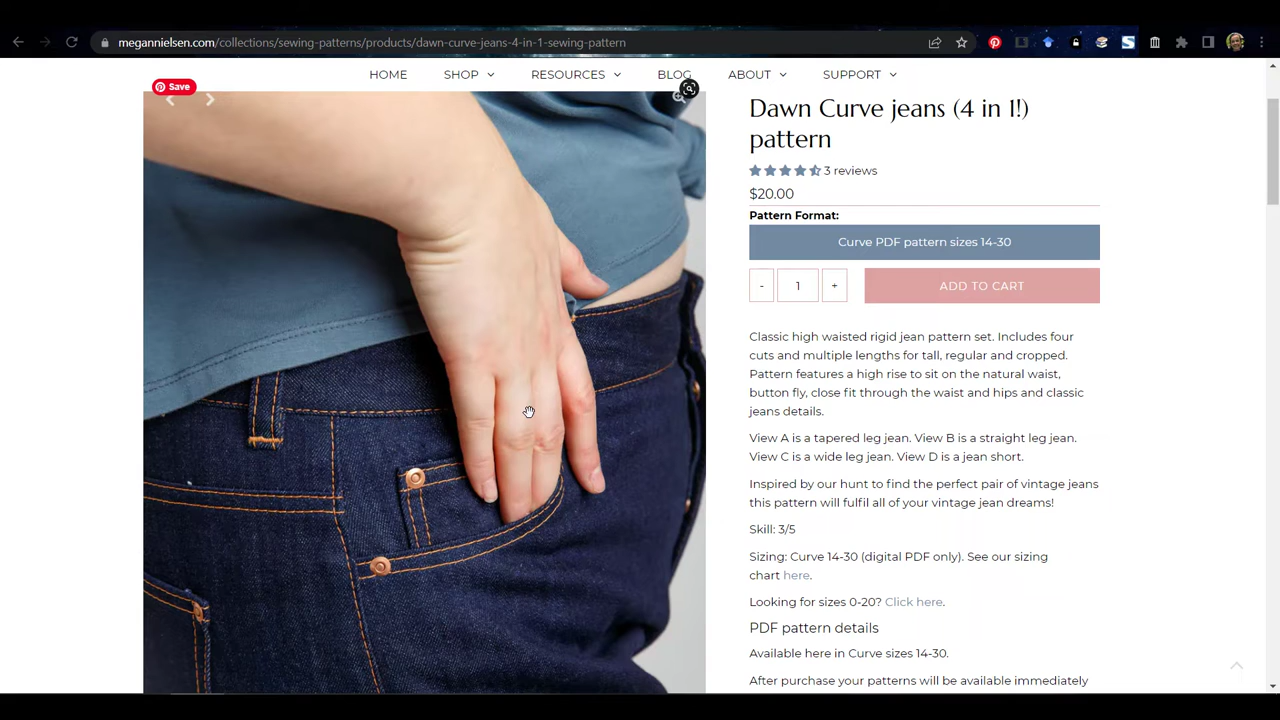 megannielsen.com/collections/sewing-patterns/products/dawn-curve-jeans-4-in-1-sewing-pattern
HOME SHOP RESOURCES BLOG ABOUT SUPPORT
Save
Dawn Curve jeans (4 in 1!)
pattern
3 reviews
$20.00
Pattern Format:
Curve PDF pattern sizes 14-30
- 1 + ADD TO CART
Classic high waisted rigid jean pattern set. Includes four
cuts and multiple lengths for tall, regular and cropped.
Pattern features a high rise to sit on the natural waist,
button fly, close fit through the waist and hips and classic
jeans details.
View A is a tapered leg jean. View B is a straight leg jean.
View C is a wide leg jean. View D is a jean short.
Inspired by our hunt to find the perfect pair of vintage jeans
this pattern will fulfil all of your vintage jean dreams!
Skill: 3/5
Sizing: Curve 14-30 (digital PDF only). See our sizing
chart here.
Looking for sizes 0-20? Click here.
PDF pattern details
Available here in Curve sizes 14-30.
After purchase your patterns will be available immediately